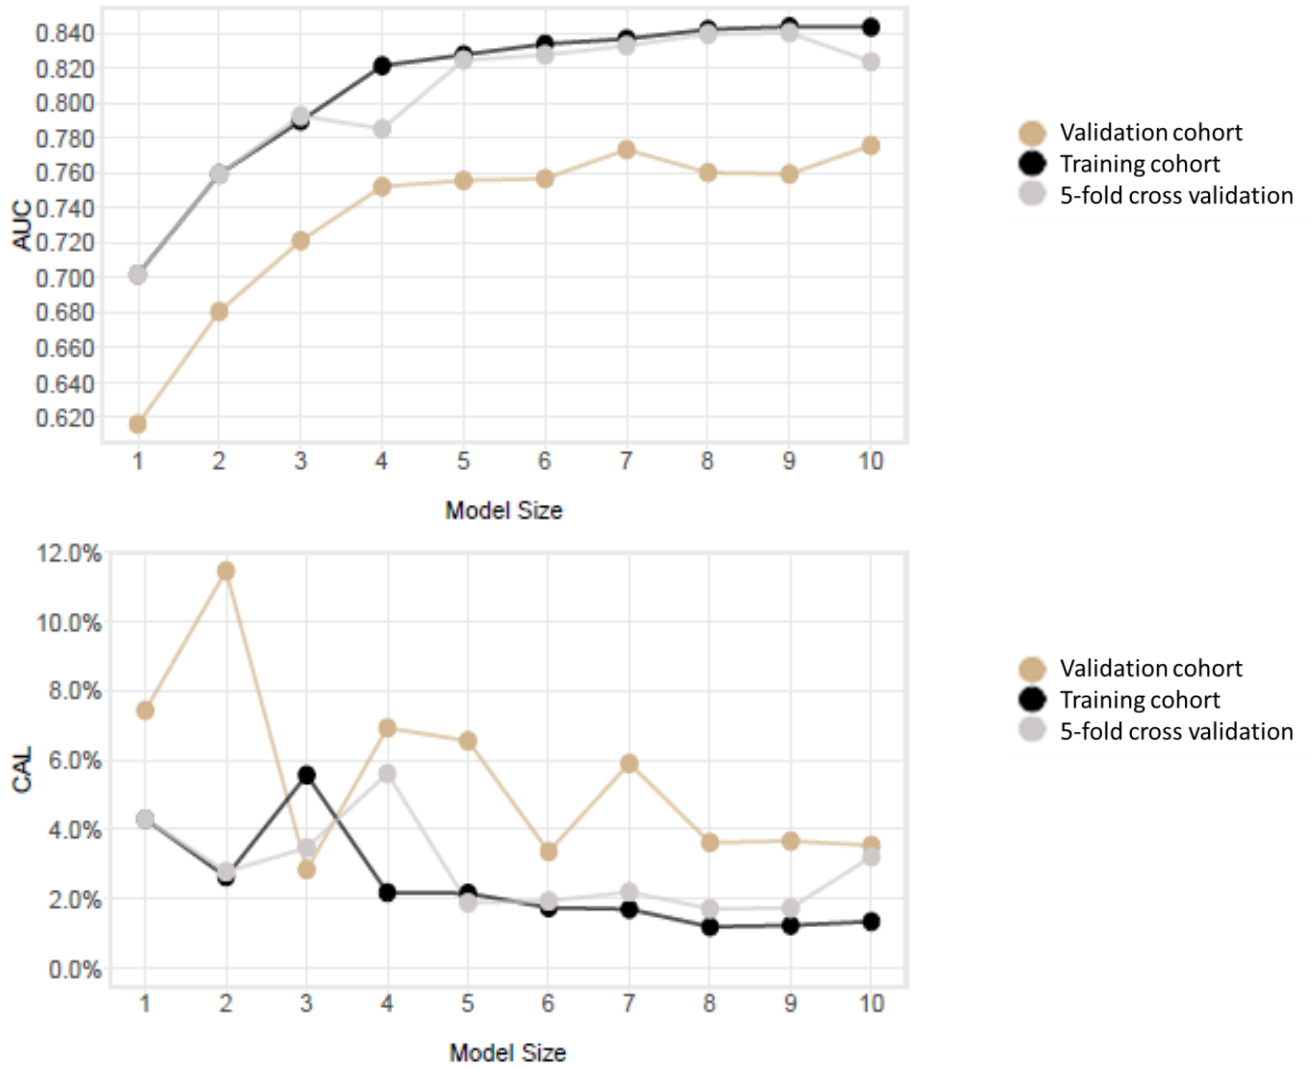 AUC
0.840
0.820
0.800
0.780
0.760
0.740
0.720
0.700
0.680
0.660
0.640
0.620
1 2 3 4 5 6 7 8 9 10
Model Size
Validation cohort
Training cohort
5-fold cross validation
CAL
12.0%
10.0%
8.0%
6.0%
4.0%
2.0%
0.0%
1 2 3 4 5 6 7 8 9 10
Model Size
Validation cohort
Training cohort
5-fold cross validation